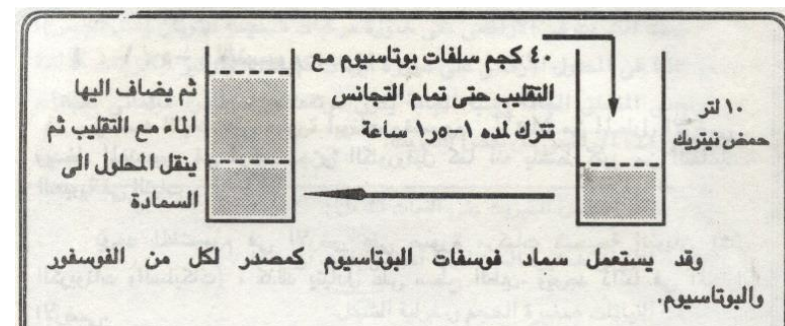 ١٠ لتر
حمض نيتريك
٤٠ كجم سلفات بوتاسيوم مع
التقليب حتى تمام التجانس
تترك لمده ١-١٫٥ ساعة
ثم يضاف اليها
الماء مع التقليب ثم
ينقل المحلول الى
السمادة
وقد يستعمل سماد فوسفات البوتاسيوم كمصدر لكل من الفوسفور
والبوتاسيوم.